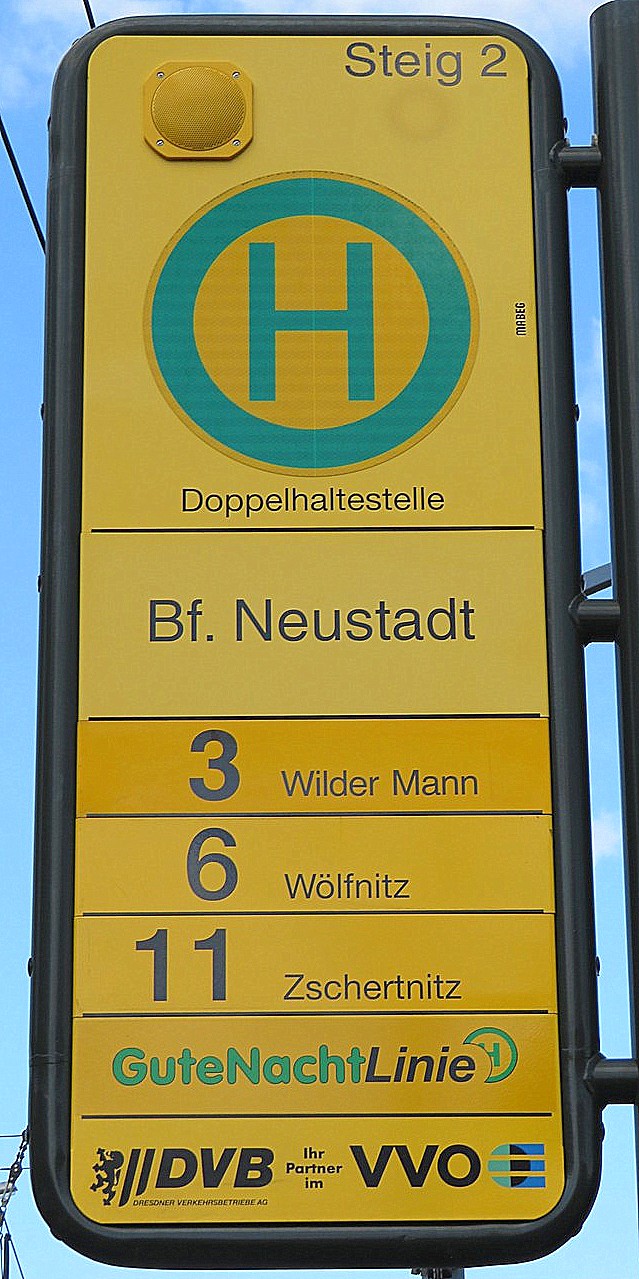 Steig 2
H
MABEG
Doppelhaltestelle
Bf. Neustadt
3 Wilder Mann
6 Wölfnitz
11 Zschertnitz
GuteNachtLinie H
DVB Ihr Partner im VVO
DRESDNER VERKEHRSBETRIEBE AG